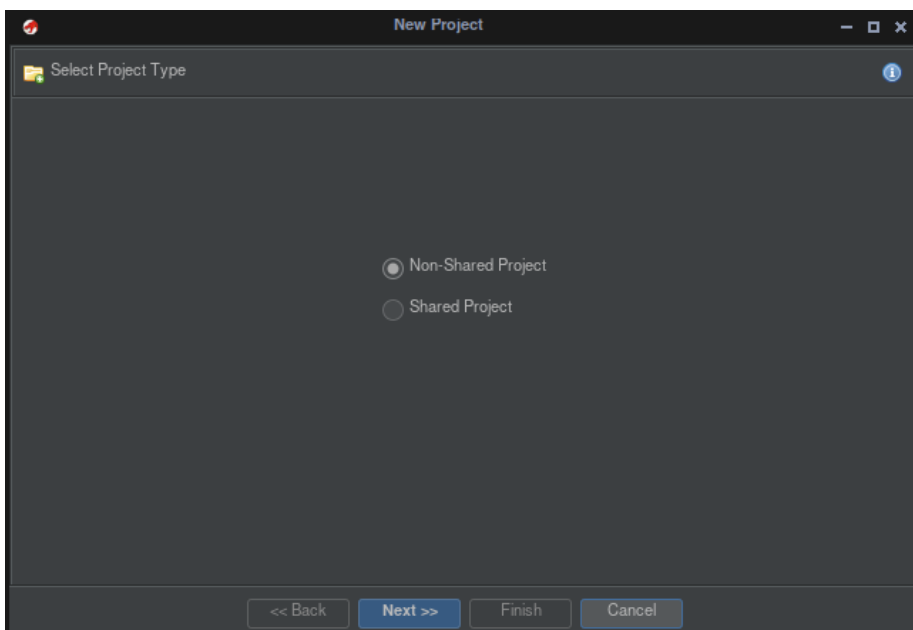 New Project
Select Project Type
Non-Shared Project
Shared Project
<< Back Next >> Finish Cancel